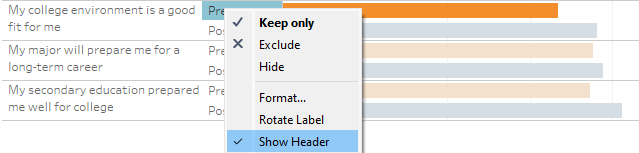 My college environment is a good
fit for me
Pre
Pos
My major will prepare me for a
long-term career
Pre
Pos
My secondary education prepared
me well for college
Pre
Pos
Keep only
Exclude
Hide
Format...
Rotate Label
Show Header